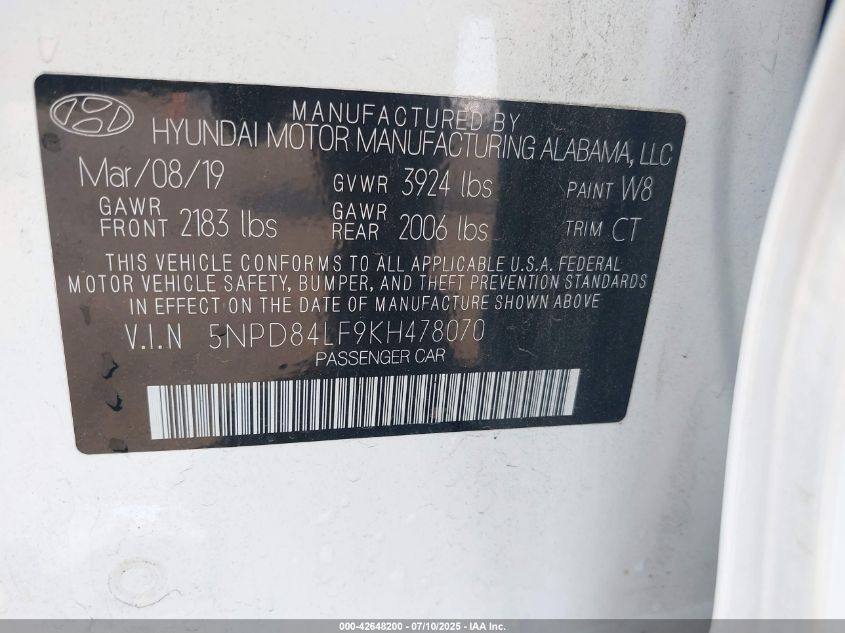 MANUFACTURED BY
HYUNDAI MOTOR MANUFACTURING ALABAMA, LLC
Mar/08/19 GVWR 3924 lbs PAINT W8
GAWR FRONT 2183 lbs GAWR REAR 2006 lbs TRIM CT
THIS VEHICLE CONFORMS TO ALL APPLICABLE U.S.A. FEDERAL
MOTOR VEHICLE SAFETY, BUMPER, AND THEFT PREVENTION STANDARDS
IN EFFECT ON THE DATE OF MANUFACTURE SHOWN ABOVE.
V.I.N 5NPD84LF9KH478070
PASSENGER CAR
000-42648200 - 07/10/2025 - IAA Inc.